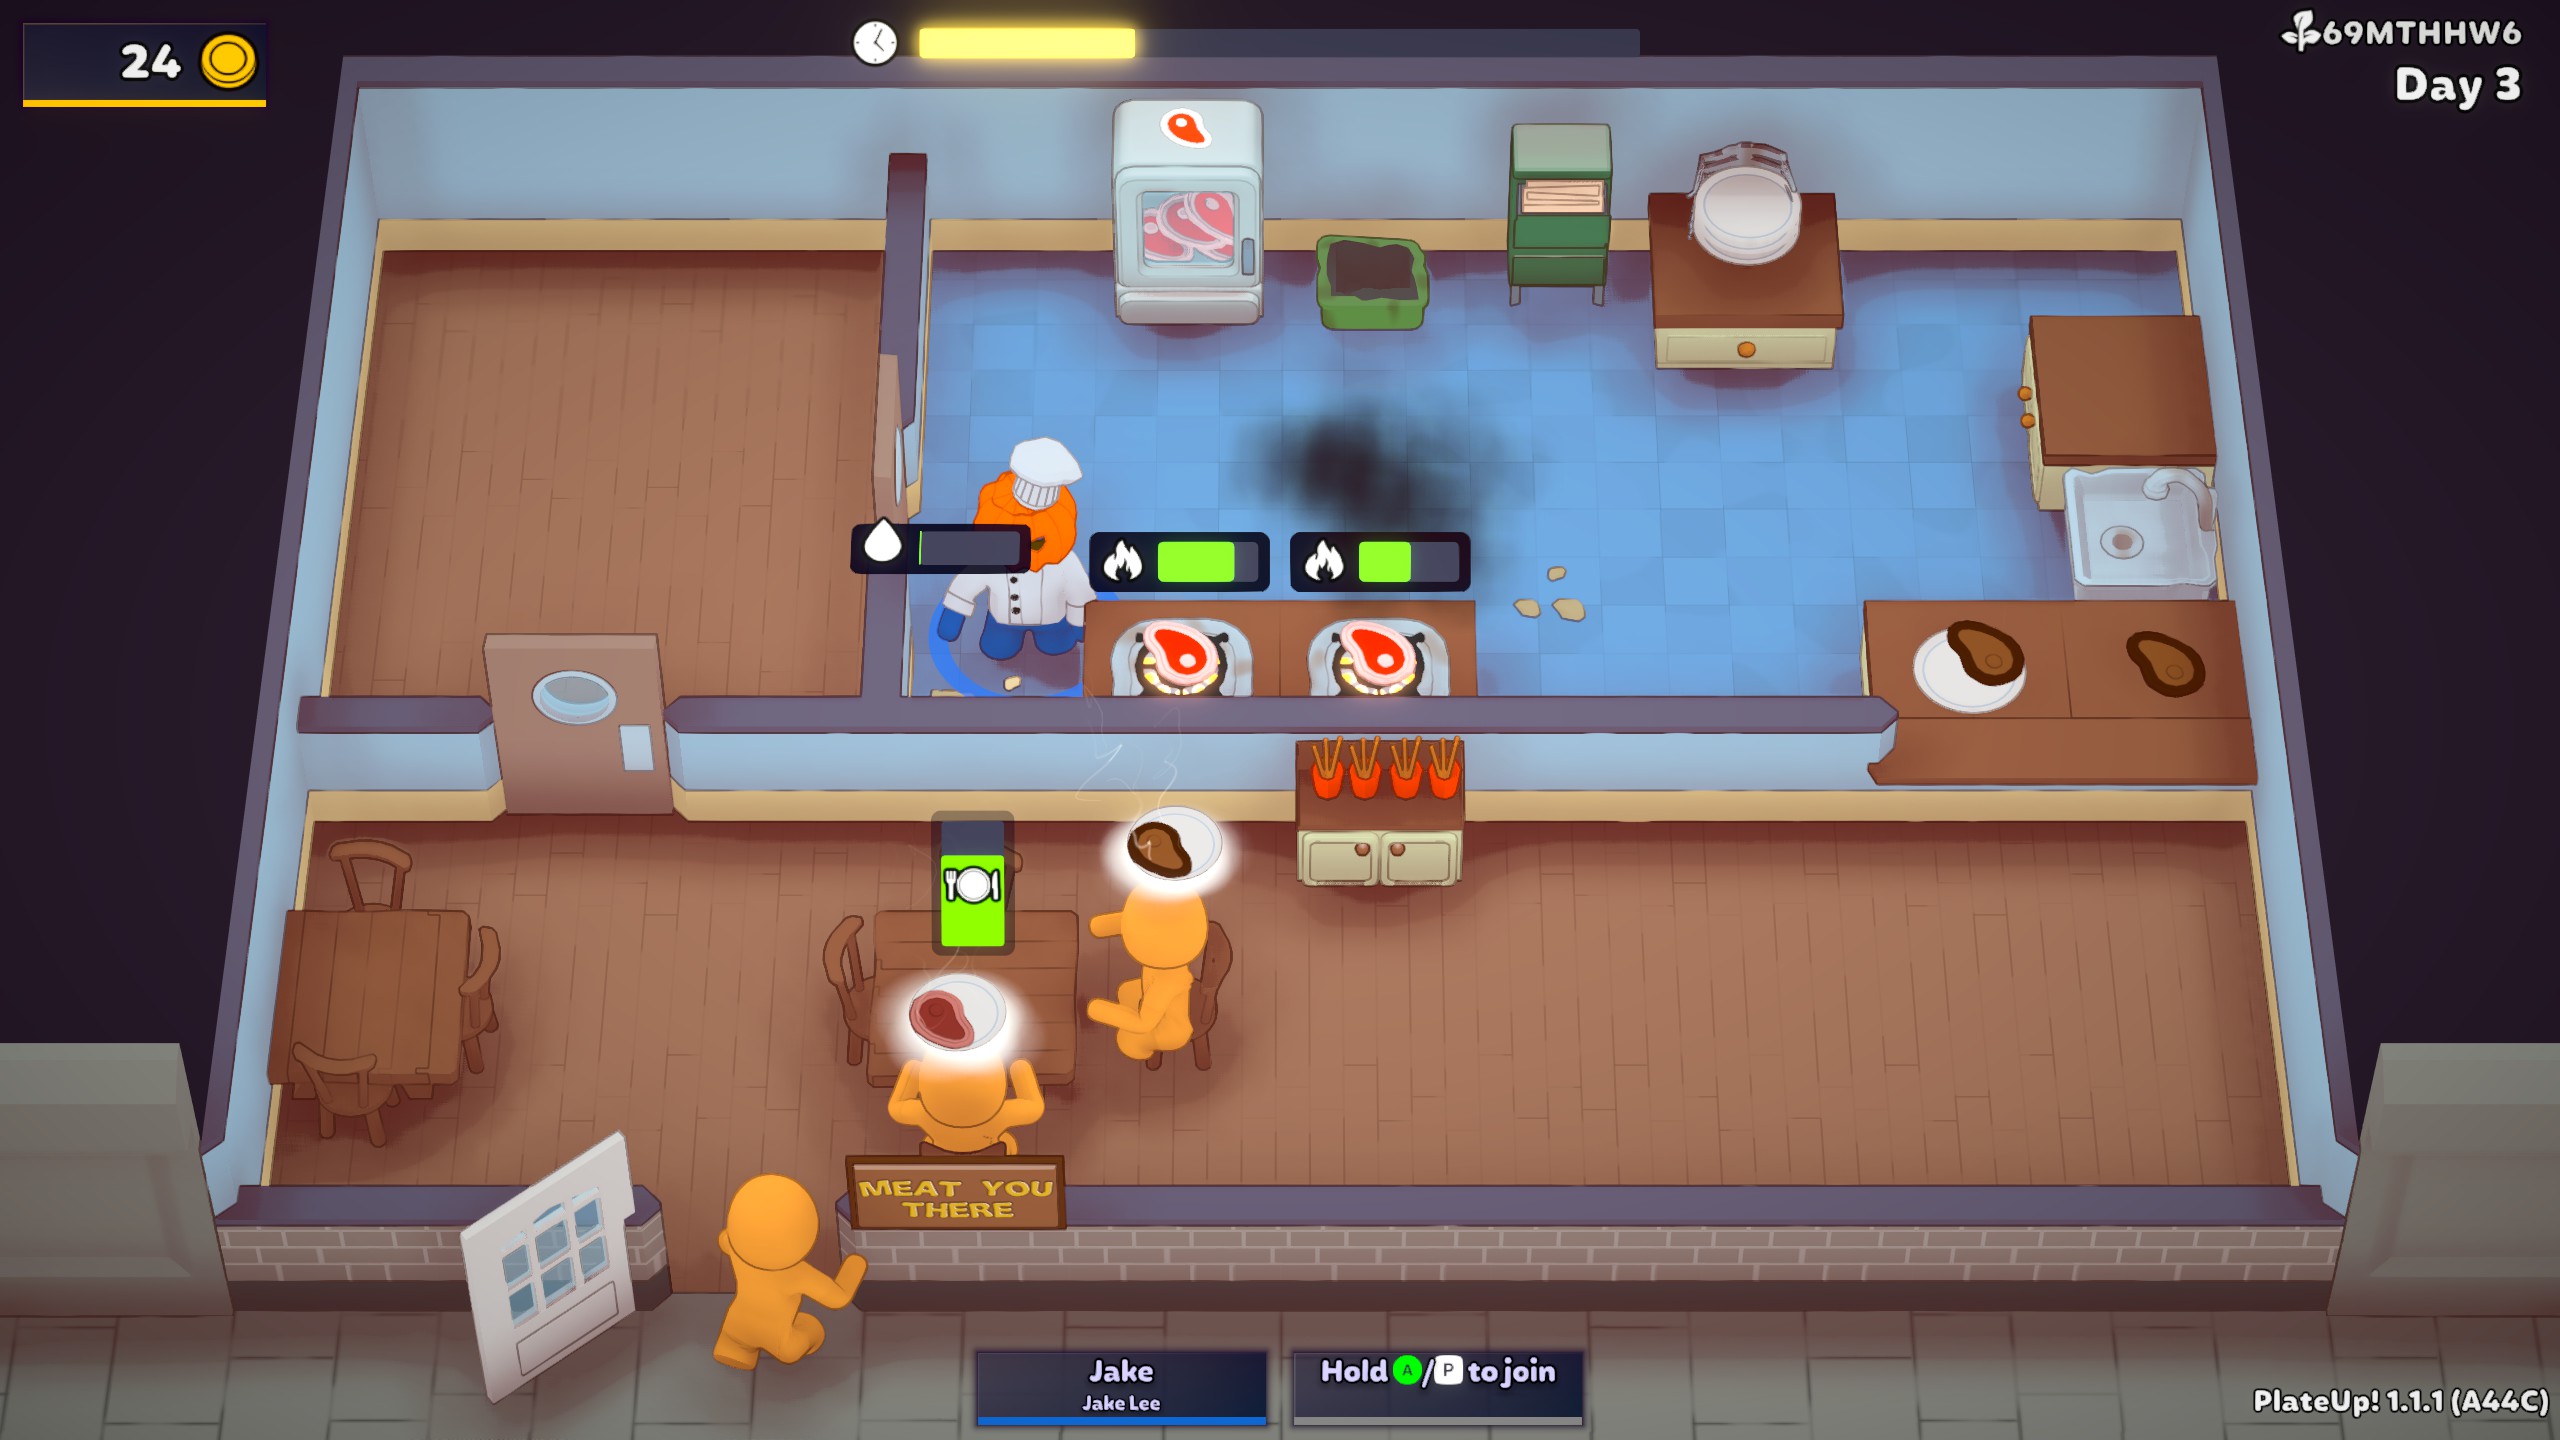 24
69MTHHW6
Day 3
MEAT YOU
THERE
Jake
Jake Lee
Hold A/P to join
PlateUp! 1.1.1 (A44C)